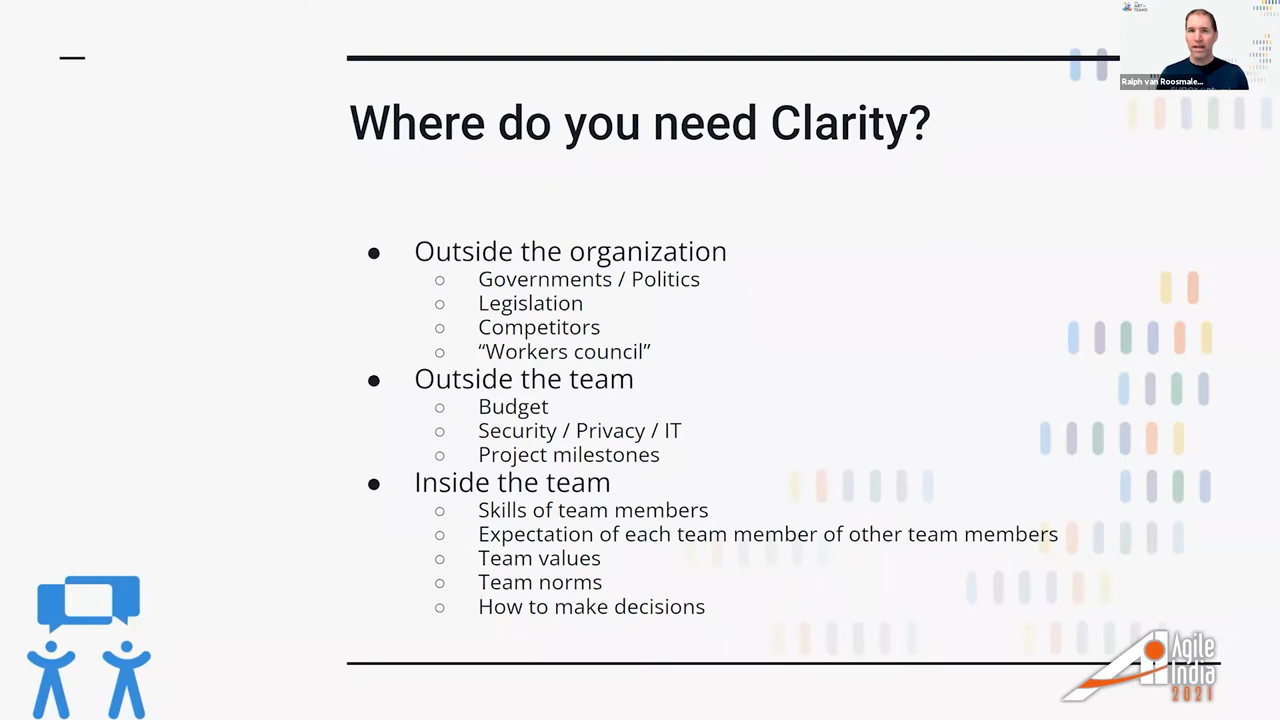 ART
TEAMS
Ralph van Roosmale...
Where do you need Clarity?
Outside the organization
Governments / Politics
Legislation
Competitors
“Workers council”
Outside the team
Budget
Security / Privacy / IT
Project milestones
Inside the team
Skills of team members
Expectation of each team member of other team members
Team values
Team norms
How to make decisions
Agile
India
2021